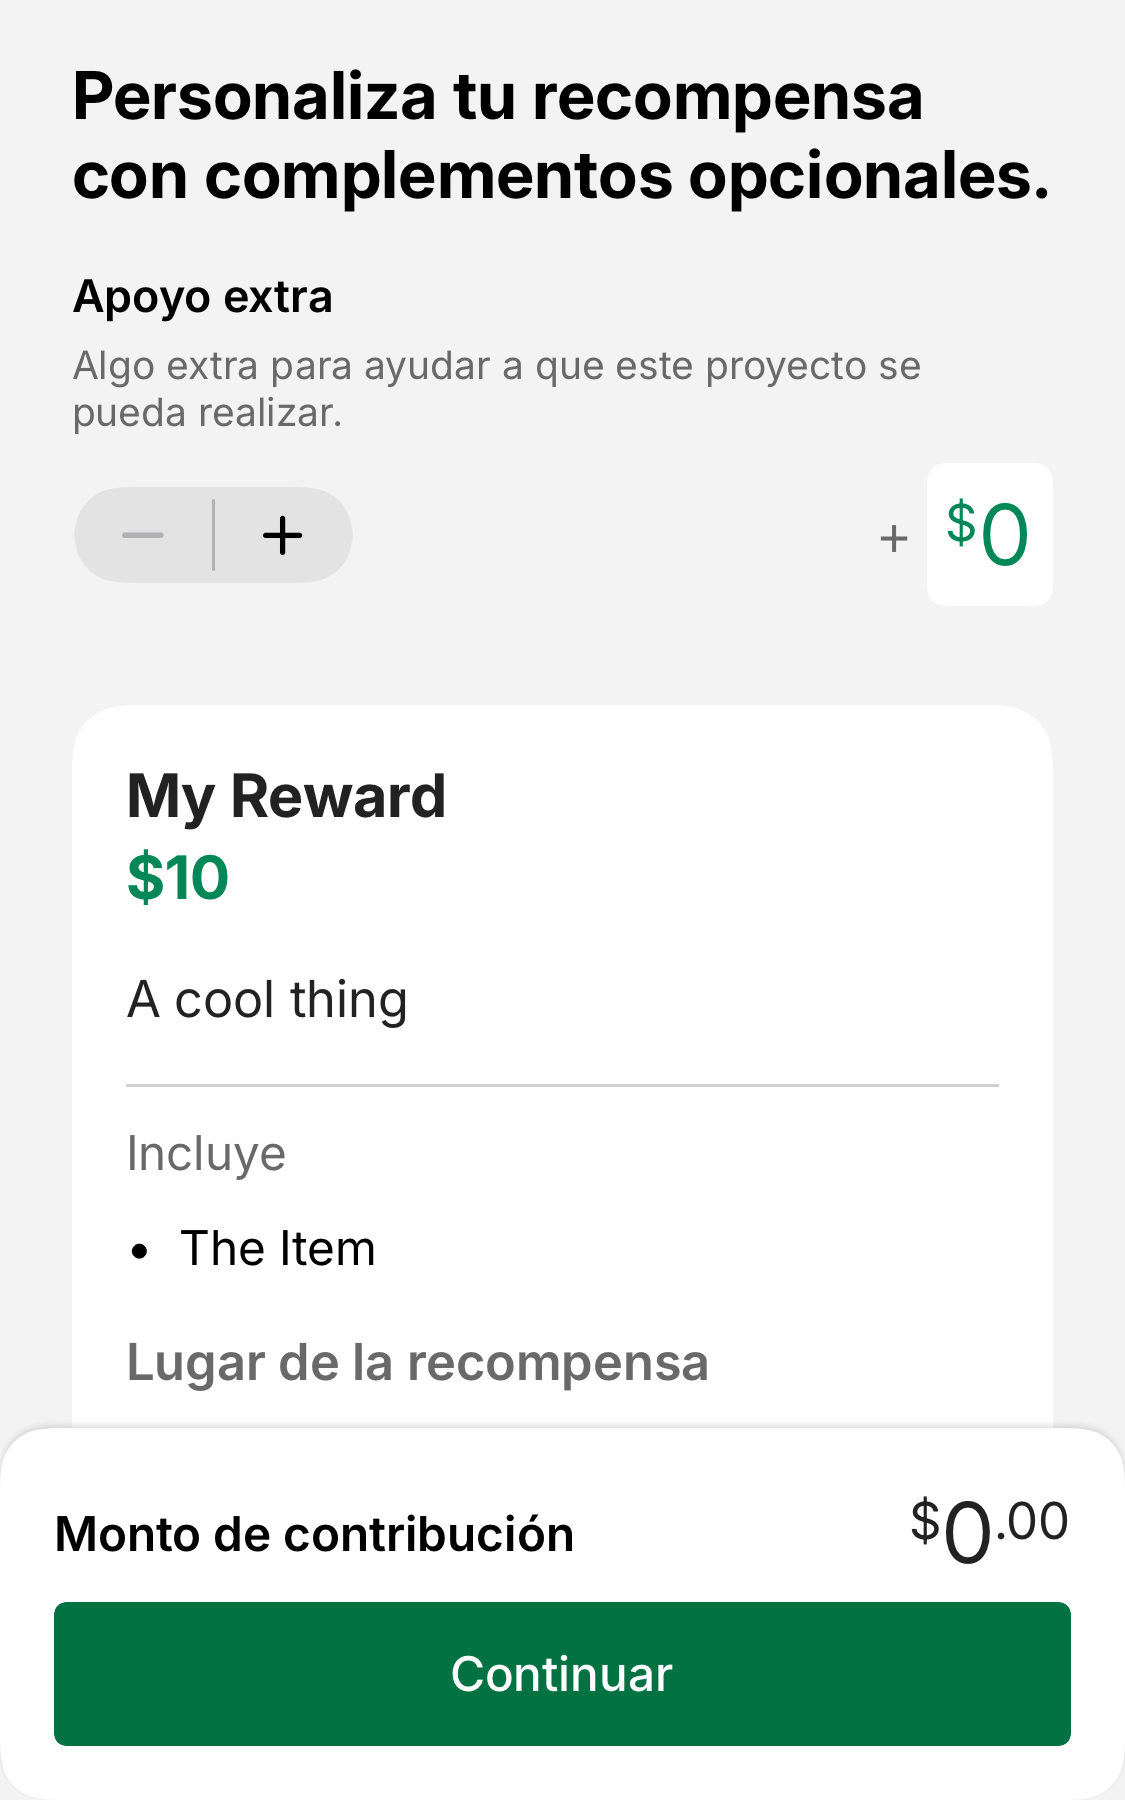 Personaliza tu recompensa
con complementos opcionales.
Apoyo extra
Algo extra para ayudar a que este proyecto se
pueda realizar.
+ $0
My Reward
$10
A cool thing
Incluye
• The Item
Lugar de la recompensa
Monto de contribución $0.00
Continuar